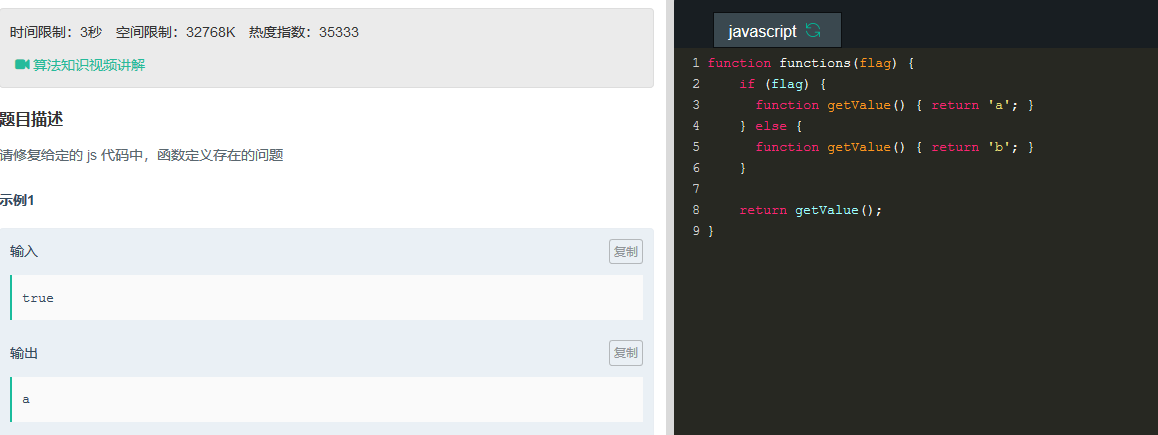 时间限制：3秒 空间限制：32768K 热度指数：35333
算法知识视频讲解
题目描述
请修复给定的 js 代码中，函数定义存在的问题
示例1
输入 复制
true
输出 复制
a
javascript
1 function functions(flag) {
2     if (flag) {
3       function getValue() { return 'a'; }
4     } else {
5       function getValue() { return 'b'; }
6     }
7
8     return getValue();
9 }